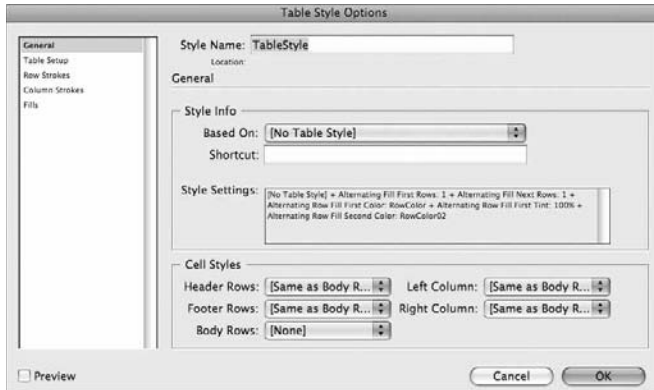 Table Style Options
General
Table Setup
Row Strokes
Column Strokes
Fills
Style Name: TableStyle
Location:
General
Style Info
Based On: [No Table Style]
Shortcut:
Style Settings: [No Table Style] + Alternating Fill First Rows: 1 + Alternating Fill Next Rows: 1 +
Alternating Row Fill First Color: RowColor + Alternating Row Fill First Tint: 100% +
Alternating Row Fill Second Color: RowColor02
Cell Styles
Header Rows: [Same as Body R... Left Column: [Same as Body R...
Footer Rows: [Same as Body R... Right Column: [Same as Body R...
Body Rows: [None]
Preview
Cancel
OK